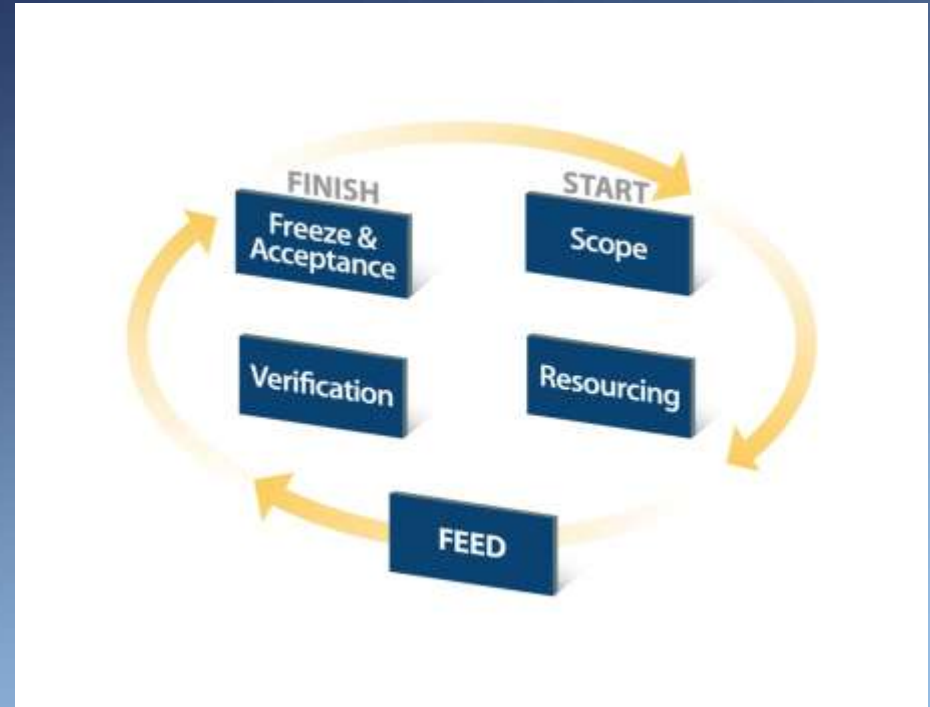 FINISH
START
Freeze &
Acceptance
Scope
Verification
Resourcing
FEED